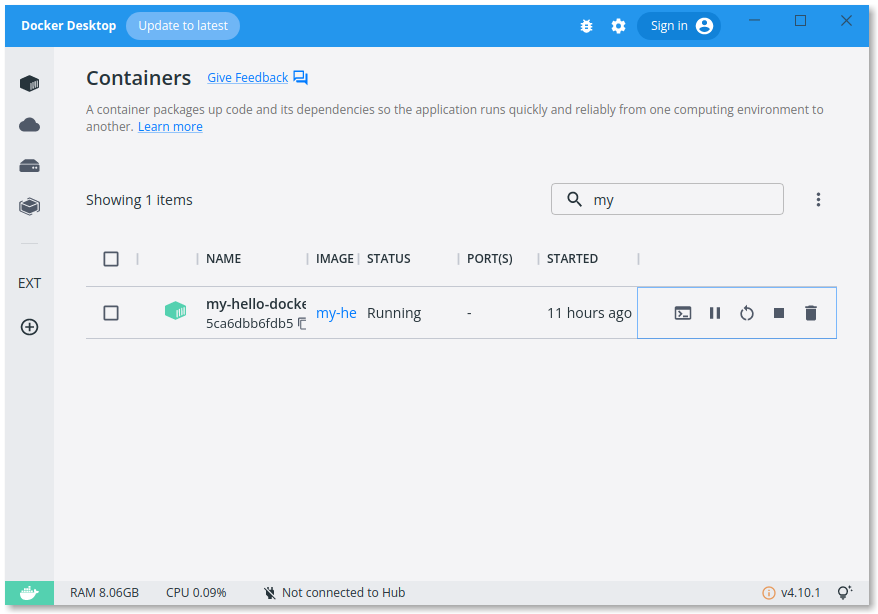 Docker Desktop Update to latest Sign in
Containers Give Feedback
A container packages up code and its dependencies so the application runs quickly and reliably from one computing environment to
another. Learn more
Showing 1 items my
NAME IMAGE STATUS PORT(S) STARTED
my-hello-docke
5ca6dbb6fdb5 my-he Running - 11 hours ago
EXT
RAM 8.06GB CPU 0.09% Not connected to Hub v4.10.1